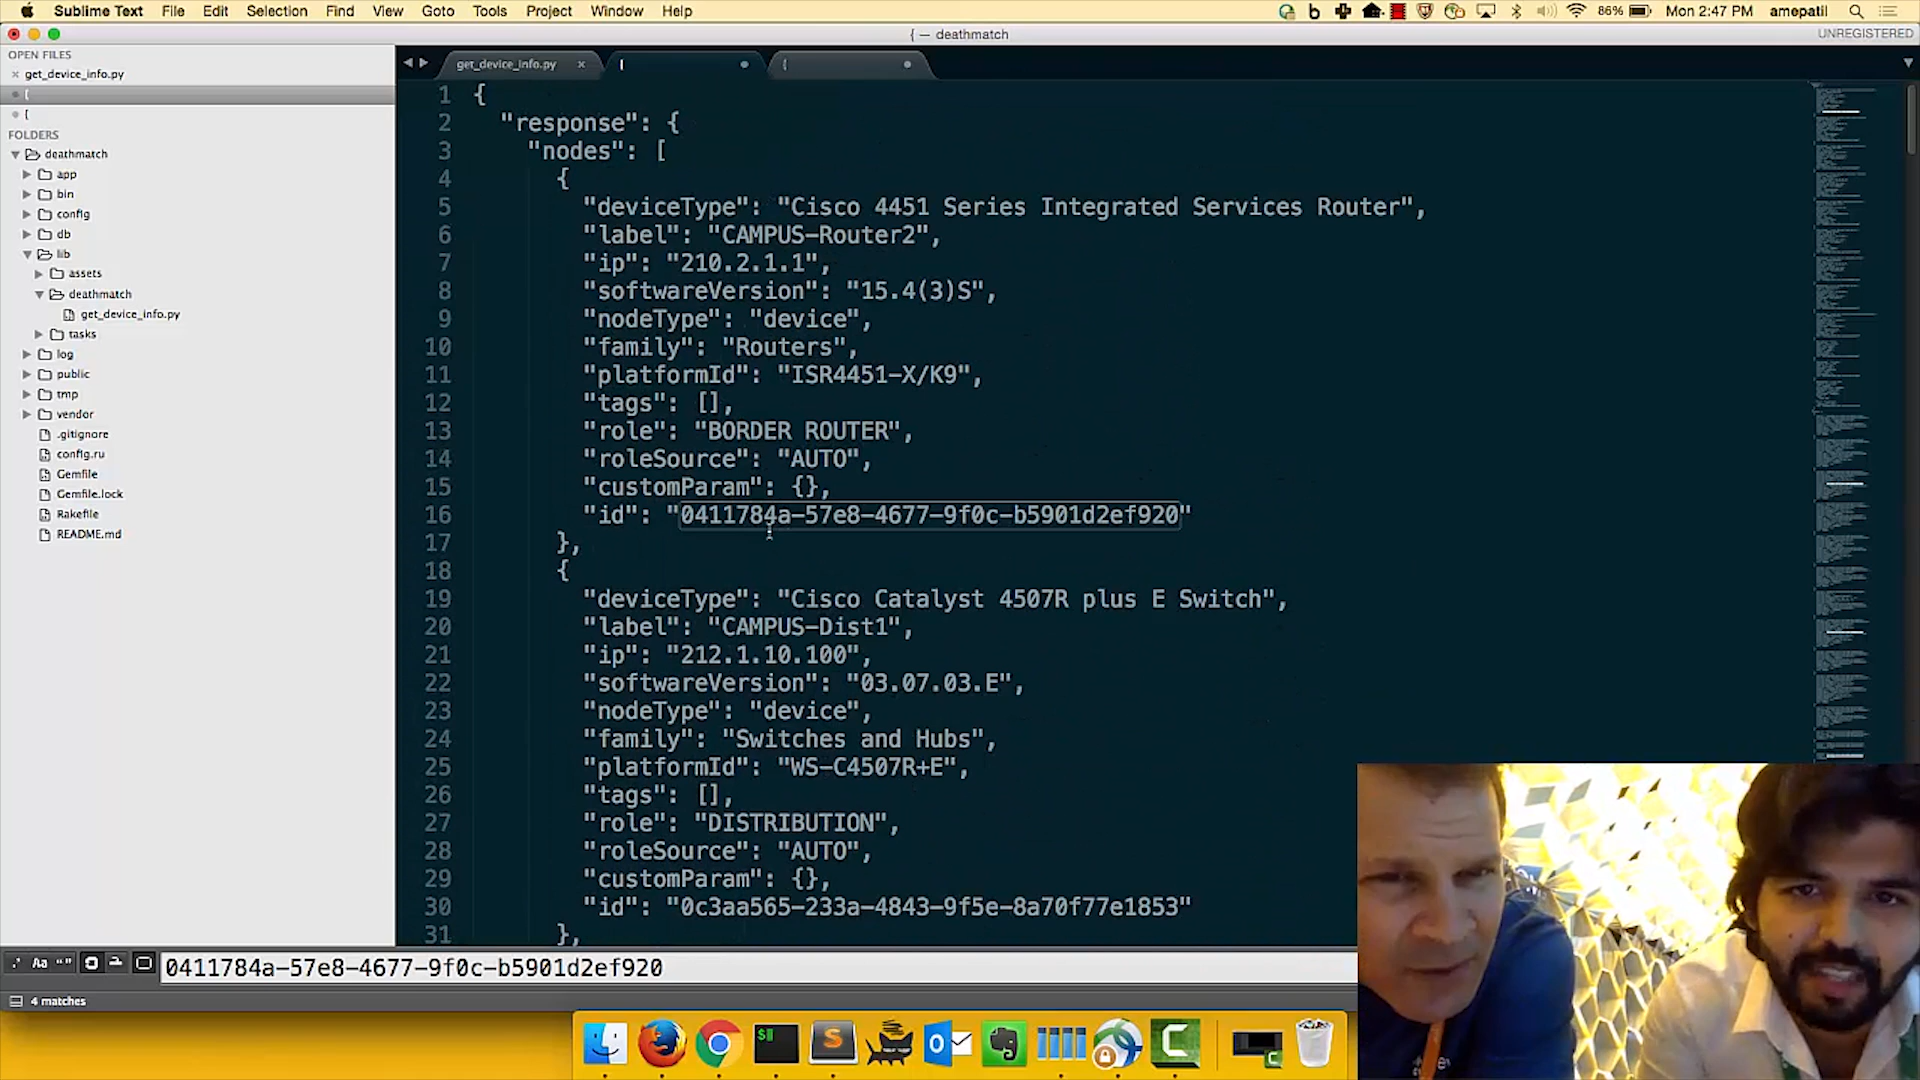 Sublime Text File Edit Selection Find View Goto Tools Project Window Help 86% Mon 2:47 PM amepatil
{ — deathmatch UNREGISTERED
OPEN FILES
get_device_info.py
{
{
FOLDERS
deathmatch
app
bin
config
db
lib
assets
deathmatch
get_device_info.py
tasks
log
public
tmp
vendor
.gitignore
config.ru
Gemfile
Gemfile.lock
Rakefile
README.md
get_device_info.py × { {
1 {
2 "response": {
3 "nodes": [
4 {
5 "deviceType": "Cisco 4451 Series Integrated Services Router",
6 "label": "CAMPUS-Router2",
7 "ip": "210.2.1.1",
8 "softwareVersion": "15.4(3)S",
9 "nodeType": "device",
10 "family": "Routers",
11 "platformId": "ISR4451-X/K9",
12 "tags": [],
13 "role": "BORDER ROUTER",
14 "roleSource": "AUTO",
15 "customParam": {},
16 "id": "0411784a-57e8-4677-9f0c-b5901d2ef920"
17 },
18 {
19 "deviceType": "Cisco Catalyst 4507R plus E Switch",
20 "label": "CAMPUS-Dist1",
21 "ip": "212.1.10.100",
22 "softwareVersion": "03.07.03.E",
23 "nodeType": "device",
24 "family": "Switches and Hubs",
25 "platformId": "WS-C4507R+E",
26 "tags": [],
27 "role": "DISTRIBUTION",
28 "roleSource": "AUTO",
29 "customParam": {},
30 "id": "0c3aa565-233a-4843-9f5e-8a70f77e1853"
31 },
.* Aa "" 0411784a-57e8-4677-9f0c-b5901d2ef920
4 matches